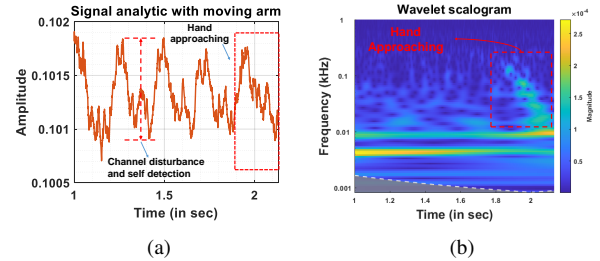 Signal analytic with moving arm
0.102
0.1015
0.101
0.1005
Amplitude
Hand
approaching
Channel disturbance
and self detection
1
1.5
2
Time (in sec)
(a)
Wavelet scalogram
1
0.1
0.01
0.001
Frequency (kHz)
Hand
Approaching
1
1.2
1.4
1.6
1.8
2
Time (in sec)
×10⁻⁴
2.5
2
1.5
1
0.5
Magnitude
(b)